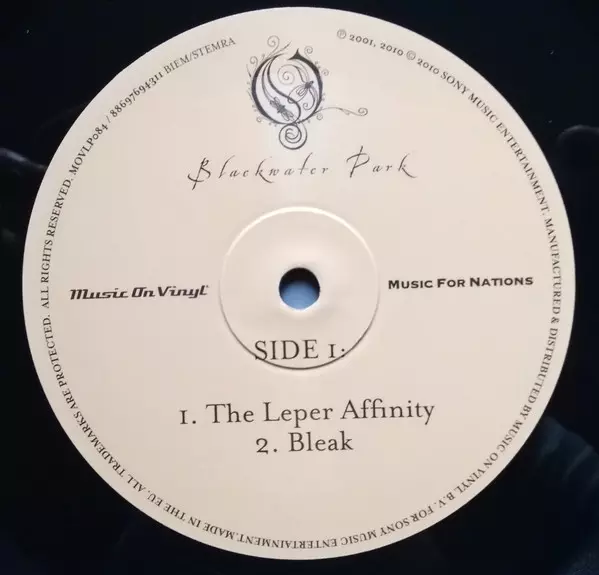 MADE IN THE EU. ALL TRADEMARKS ARE PROTECTED. ALL RIGHTS RESERVED. MOVLP084 / 88697694311 BIEM/STEMRA
℗ 2001, 2010 © 2010 SONY MUSIC ENTERTAINMENT. MANUFACTURED & DISTRIBUTED BY MUSIC ON VINYL B.V. FOR SONY MUSIC ENTERTAINMENT.
Blackwater Park
Music On Vinyl
MUSIC FOR NATIONS
SIDE 1:
1. The Leper Affinity
2. Bleak